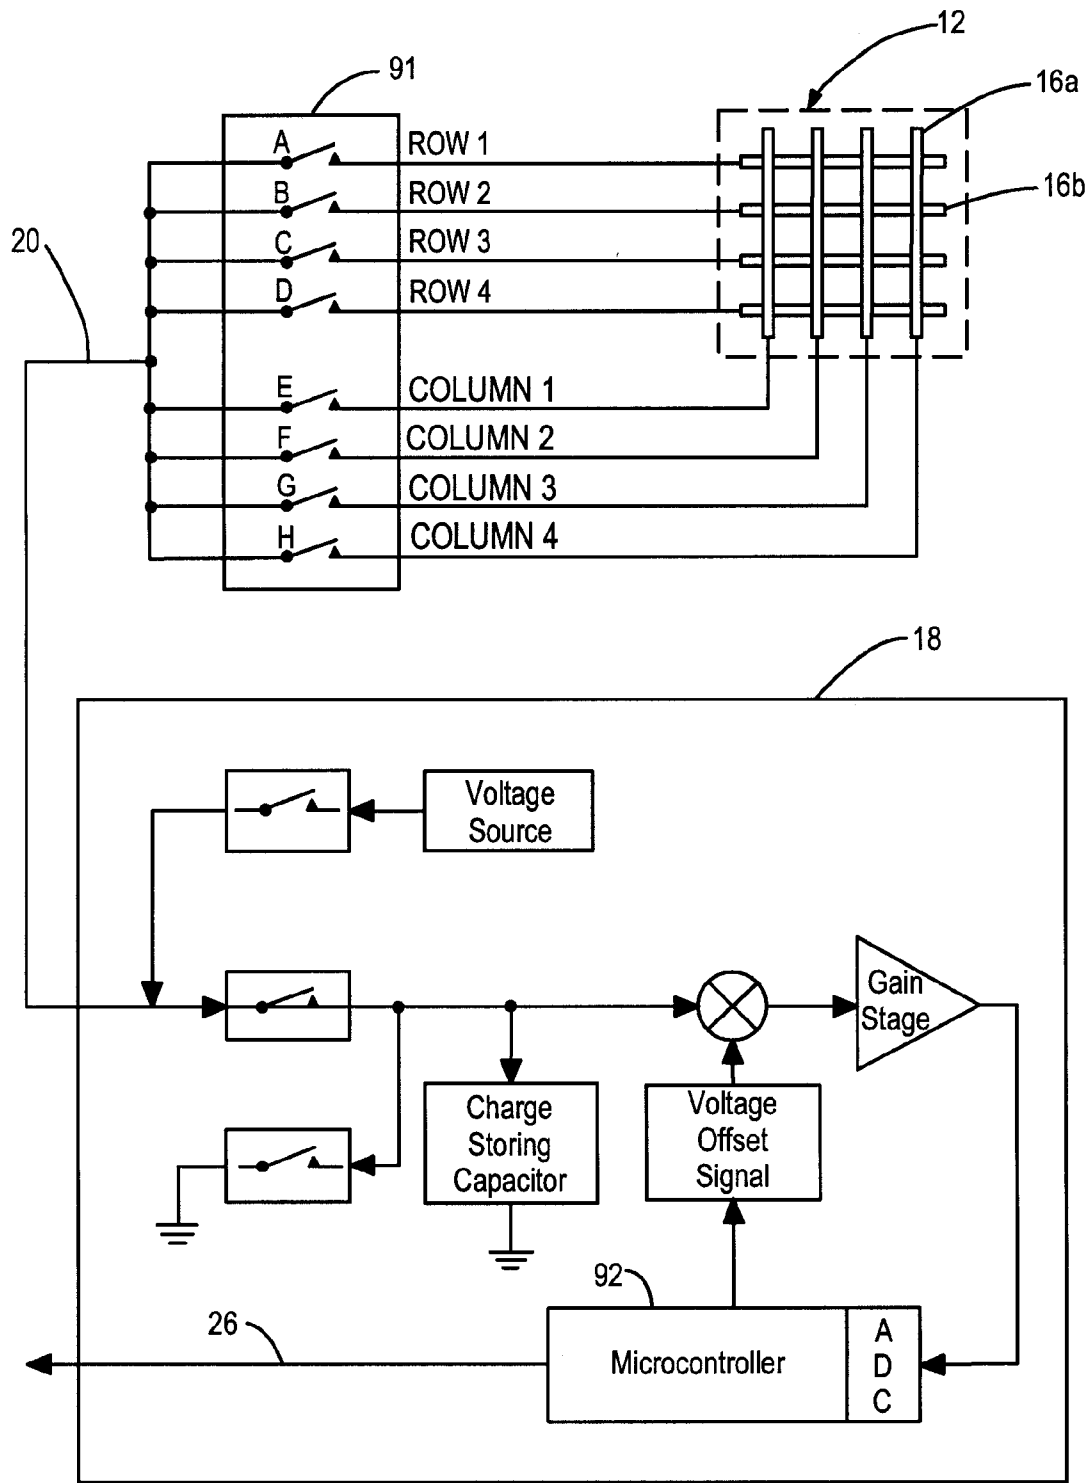 12
91
16a
A
ROW 1
16b
B
ROW 2
20
C
ROW 3
D
ROW 4
E
COLUMN 1
F
COLUMN 2
G
COLUMN 3
H
COLUMN 4
18
Voltage
Source
Gain
Stage
Charge
Storing
Capacitor
Voltage
Offset
Signal
92
26
Microcontroller
A
D
C